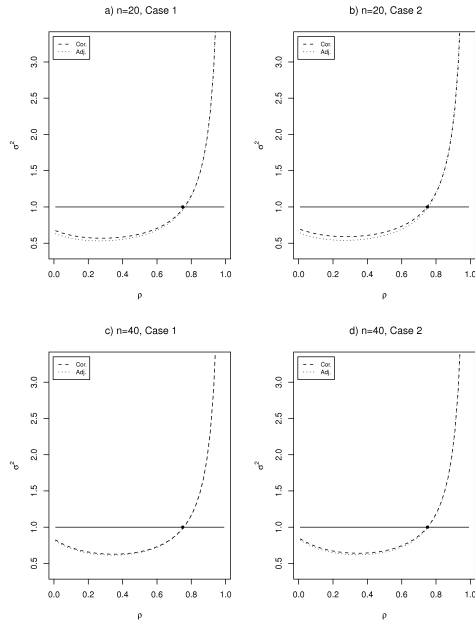 a) n=20, Case 1
Cor.
Adj.
σ²
0.5 1.0 1.5 2.0 2.5 3.0
0.0 0.2 0.4 0.6 0.8 1.0
ρ
b) n=20, Case 2
Cor.
Adj.
σ²
0.5 1.0 1.5 2.0 2.5 3.0
0.0 0.2 0.4 0.6 0.8 1.0
ρ
c) n=40, Case 1
Cor.
Adj.
σ²
0.5 1.0 1.5 2.0 2.5 3.0
0.0 0.2 0.4 0.6 0.8 1.0
ρ
d) n=40, Case 2
Cor.
Adj.
σ²
0.5 1.0 1.5 2.0 2.5 3.0
0.0 0.2 0.4 0.6 0.8 1.0
ρ